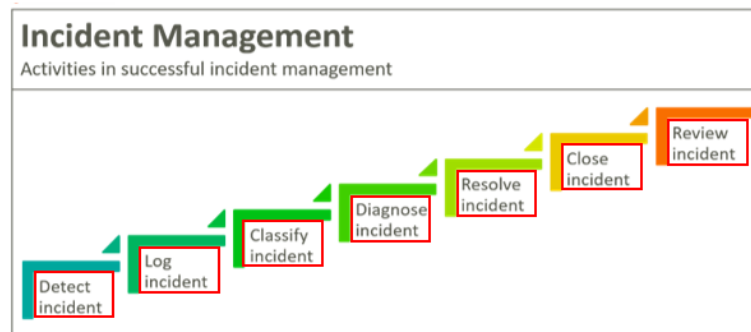 Incident Management
Activities in successful incident management
Detect
incident
Log
incident
Classify
incident
Diagnose
incident
Resolve
incident
Close
incident
Review
incident